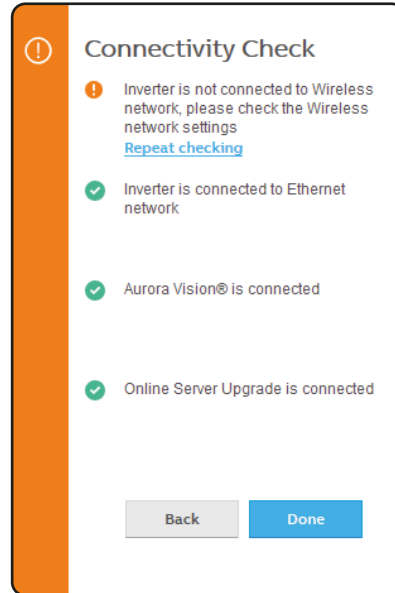 Connectivity Check
Inverter is not connected to Wireless
network, please check the Wireless
network settings
Repeat checking
Inverter is connected to Ethernet
network
Aurora Vision® is connected
Online Server Upgrade is connected
Back
Done